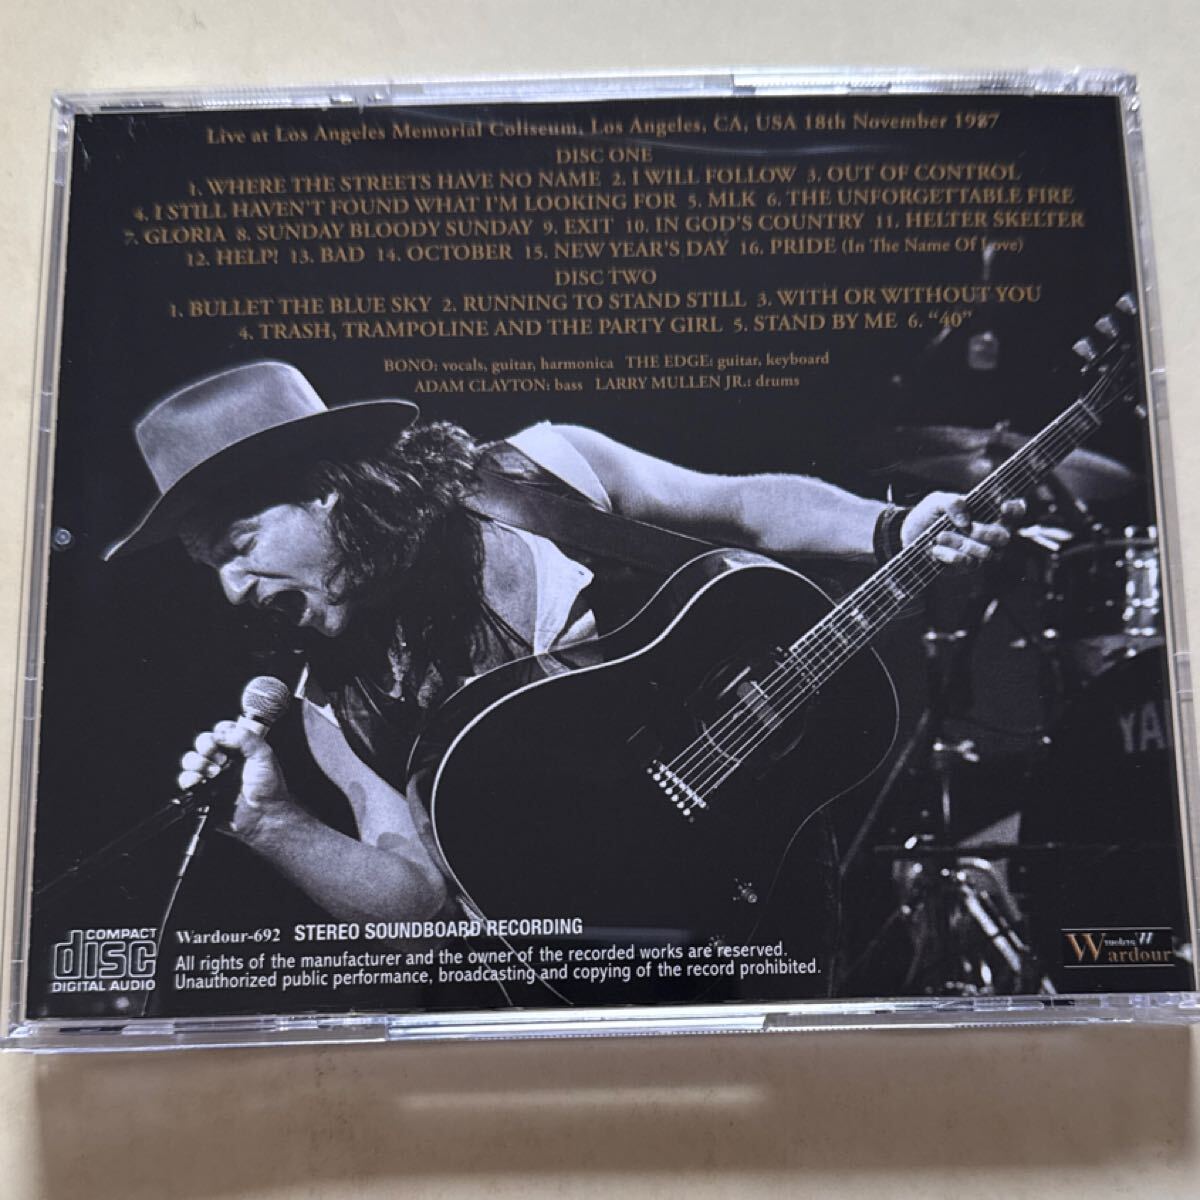 Live at Los Angeles Memorial Coliseum, Los Angeles, CA, USA 18th November 1987
DISC ONE
1. WHERE THE STREETS HAVE NO NAME 2. I WILL FOLLOW 3. OUT OF CONTROL
4. I STILL HAVEN'T FOUND WHAT I'M LOOKING FOR 5. MLK 6. THE UNFORGETTABLE FIRE
7. GLORIA 8. SUNDAY BLOODY SUNDAY 9. EXIT 10. IN GOD'S COUNTRY 11. HELTER SKELTER
12. HELP! 13. BAD 14. OCTOBER 15. NEW YEAR'S DAY 16. PRIDE (In The Name Of Love)
DISC TWO
1. BULLET THE BLUE SKY 2. RUNNING TO STAND STILL 3. WITH OR WITHOUT YOU
4. TRASH, TRAMPOLINE AND THE PARTY GIRL 5. STAND BY ME 6. "40"
BONO: vocals, guitar, harmonica THE EDGE: guitar, keyboard
ADAM CLAYTON: bass LARRY MULLEN JR.: drums
YA
COMPACT
disc
DIGITAL AUDIO
Wardour-692 STEREO SOUNDBOARD RECORDING
All rights of the manufacturer and the owner of the recorded works are reserved.
Unauthorized public performance, broadcasting and copying of the record prohibited.
Wardour